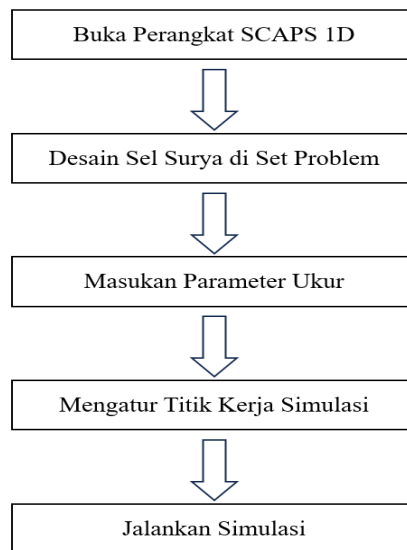 Buka Perangkat SCAPS 1D
Desain Sel Surya di Set Problem
Masukan Parameter Ukur
Mengatur Titik Kerja Simulasi
Jalankan Simulasi